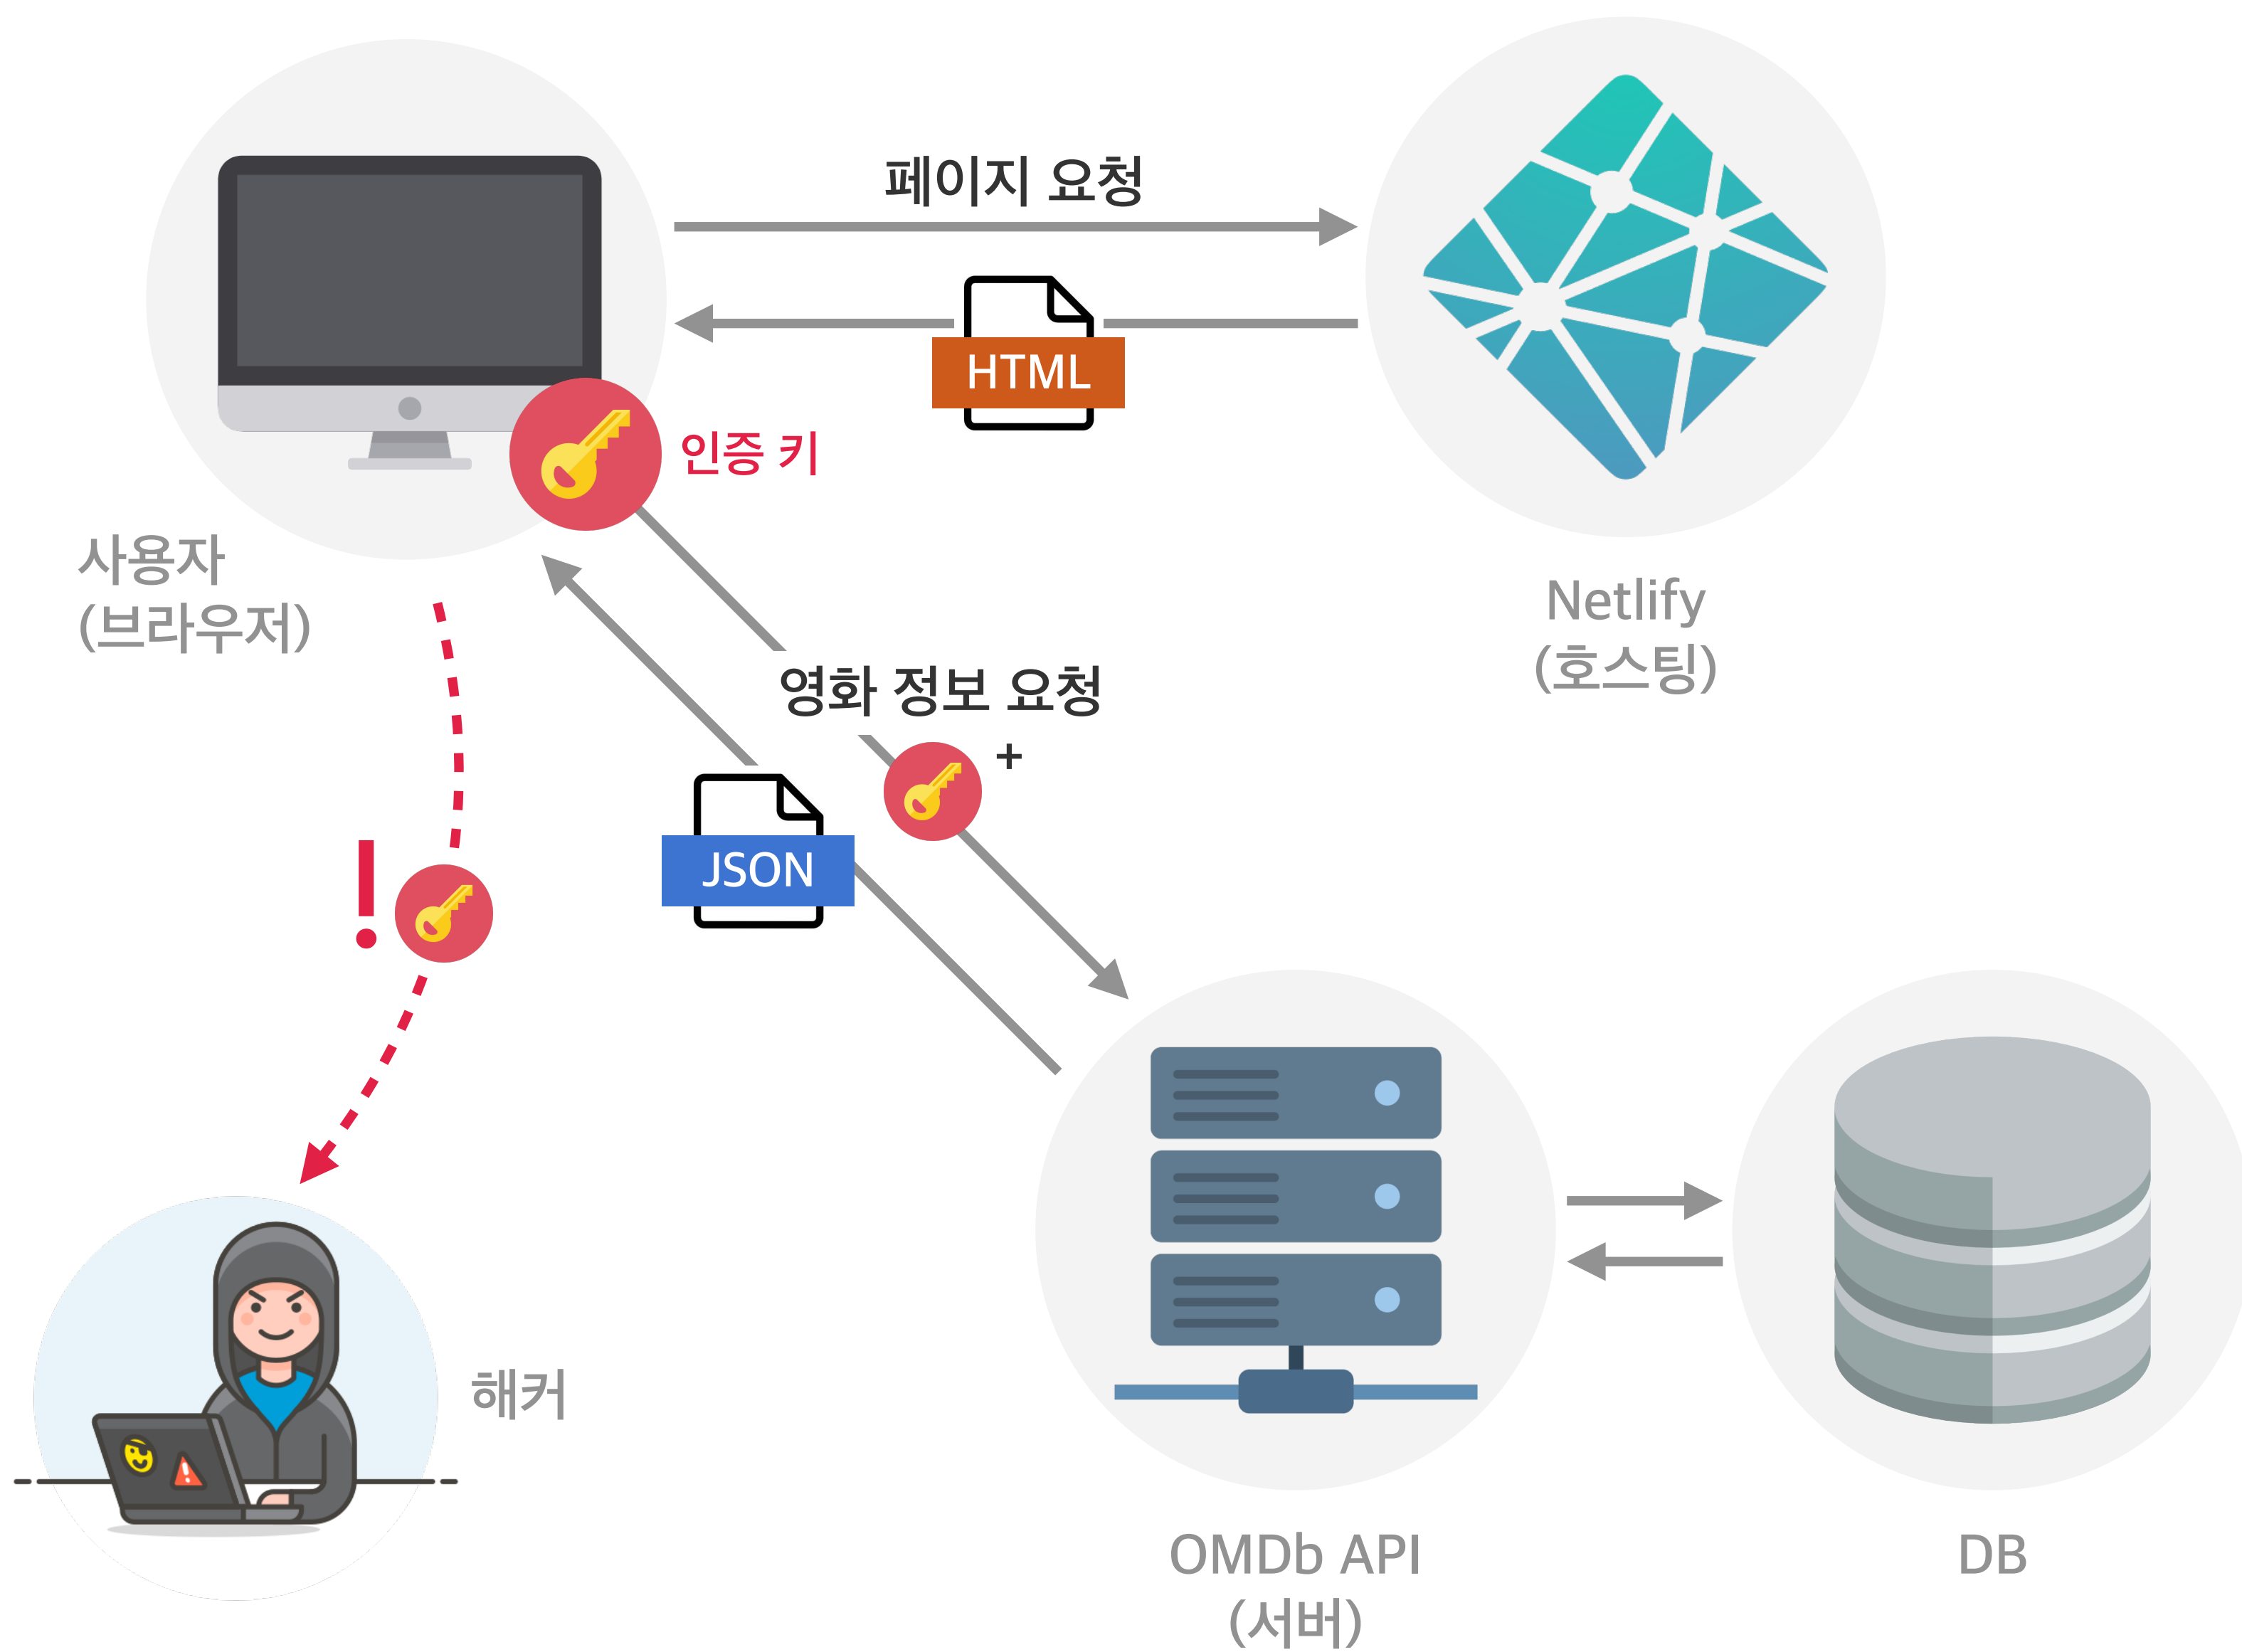 페이지 요청
HTML
인증 키
사용자
(브라우저)
Netlify
(호스팅)
영화 정보 요청
+
JSON
!
해커
OMDb API
(서버)
DB